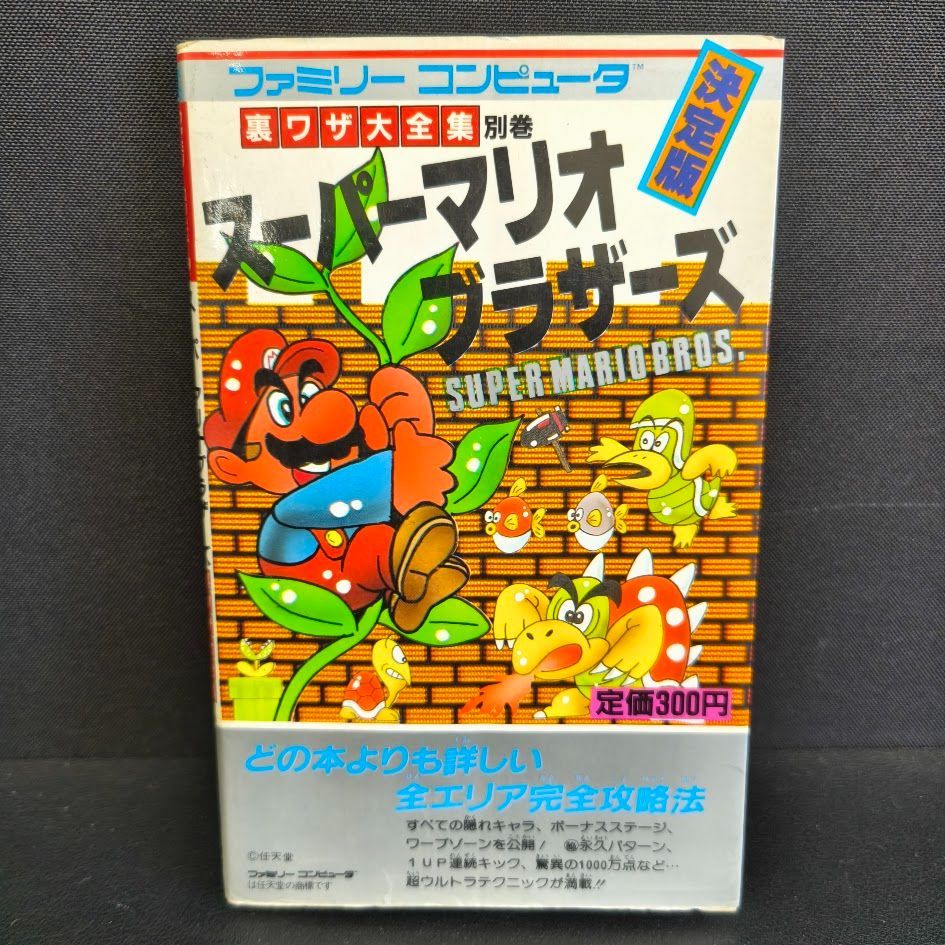 ファミリー コンピュータ™
裏ワザ大全集 別巻
決定版
スーパーマリオ
ブラザーズ
SUPER MARIO BROS.
定価300円
どの本よりも詳しい
全エリア完全攻略法
すべての隠れキャラ、ボーナスステージ、
ワープゾーンを公開! ㊙永久パターン、
1UP連続キック、驚異の1000万点など…
超ウルトラテクニックが満載!!
©任天堂
ファミリー コンピュータ
は任天堂の商標です